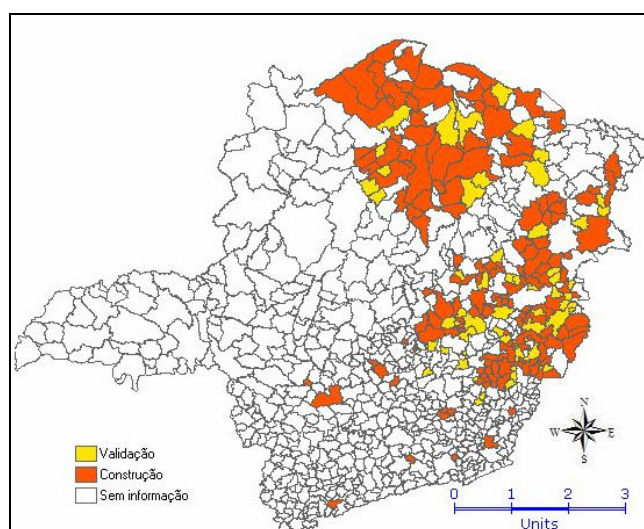 N
W E
S
Validação
Construção
Sem informação
0 1 2 3
Units